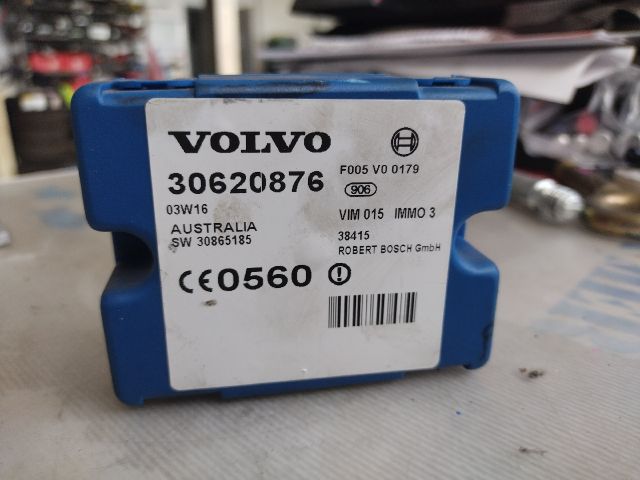 VOLVO
30620876
03W16
AUSTRALIA
SW 30865185
F005 V0 0179
906
VIM 015 IMMO 3
38415
ROBERT BOSCH GmbH
CE0560